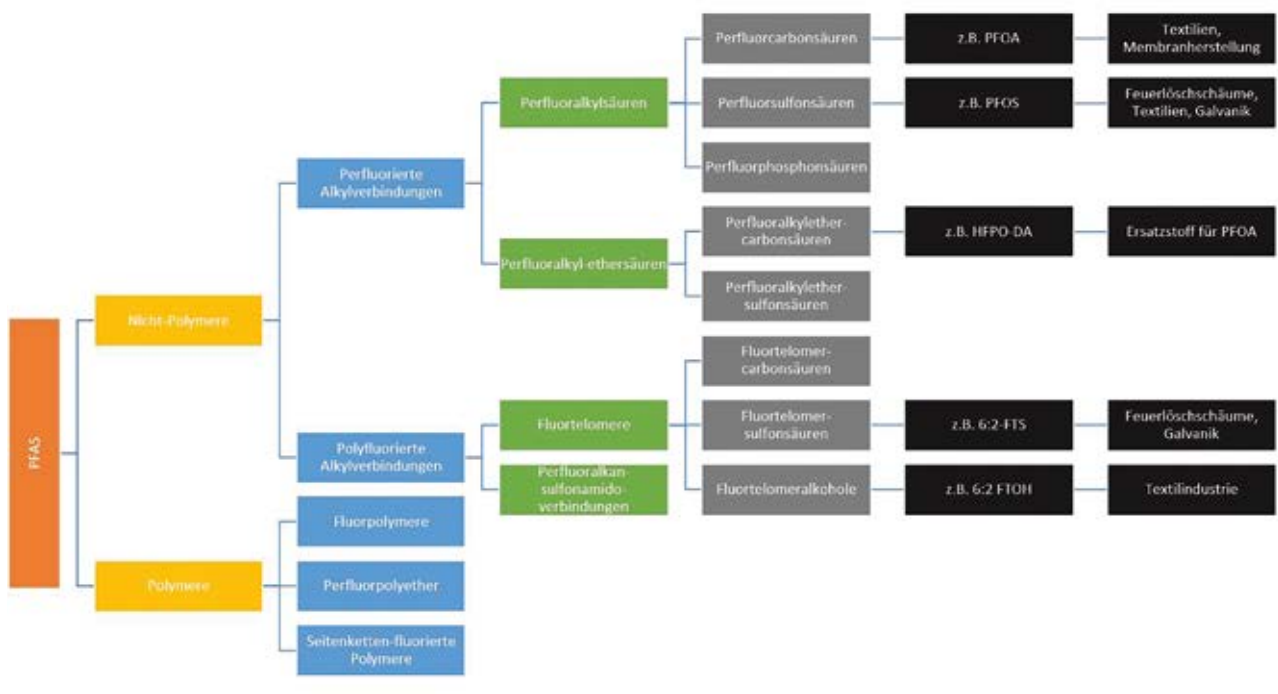 PFAS
Nicht-Polymere
Polymere
Perfluorierte
Alkylverbindungen
Polyfluorierte
Alkylverbindungen
Fluorpolymere
Perfluorpolyether
Seitenketten-fluorierte
Polymere
Perfluoralkylsäuren
Perfluoralkyl-ethersäuren
Fluortelomere
Perfluoralkan-
sulfonamido-
verbindungen
Perfluorcarbonsäuren
Perfluorsulfonsäuren
Perfluorphosphonsäuren
Perfluoralkylether-
carbonsäuren
Perfluoralkylether-
sulfonsäuren
Fluortelomer-
carbonsäuren
Fluortelomer-
sulfonsäuren
Fluortelomeralkohole
z.B. PFOA
z.B. PFOS
z.B. HFPO-DA
z.B. 6:2-FTS
z.B. 6:2 FTOH
Textilien,
Membranherstellung
Feuerlöschschäume,
Textilien, Galvanik
Ersatzstoff für PFOA
Feuerlöschschäume,
Galvanik
Textilindustrie